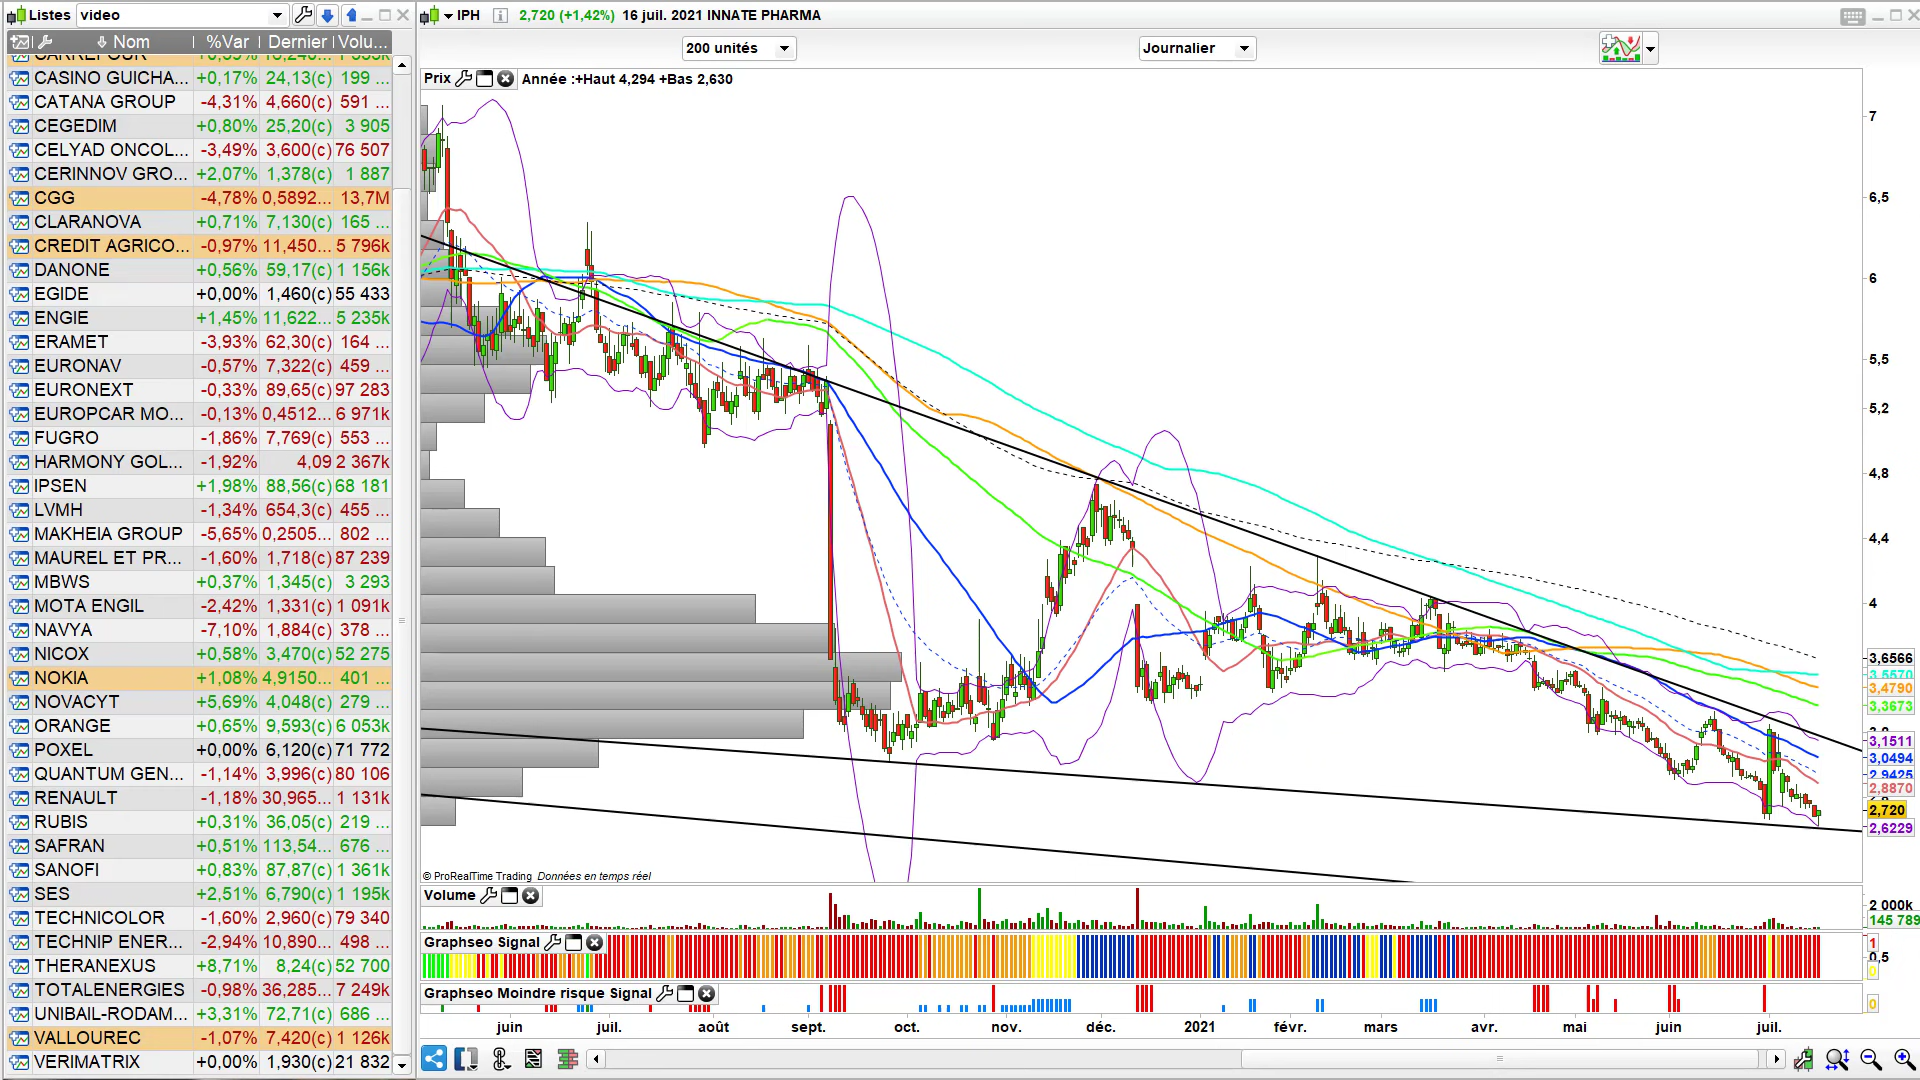 Listes video
Nom %Var Dernier Volu...
CASINO GUICHA... +0,17% 24,13(c) 199 ...
CATANA GROUP -4,31% 4,660(c) 591 ...
CEGEDIM +0,80% 25,20(c) 3 905
CELYAD ONCOL... -3,49% 3,600(c) 76 507
CERINNOV GRO... +2,07% 1,378(c) 1 887
CGG -4,78% 0,5892... 13,7M
CLARANOVA +0,71% 7,130(c) 165 ...
CREDIT AGRICO... -0,97% 11,450... 5 796k
DANONE +0,56% 59,17(c) 1 156k
EGIDE +0,00% 1,460(c) 55 433
ENGIE +1,45% 11,622... 5 235k
ERAMET -3,93% 62,30(c) 164 ...
EURONAV -0,57% 7,322(c) 459 ...
EURONEXT -0,33% 89,65(c) 97 283
EUROPCAR MO... -0,13% 0,4512... 6 971k
FUGRO -1,86% 7,769(c) 553 ...
HARMONY GOL... -1,92% 4,09 2 367k
IPSEN +1,98% 88,56(c) 68 181
LVMH -1,34% 654,3(c) 455 ...
MAKHEIA GROUP -5,65% 0,2505... 802 ...
MAUREL ET PR... -1,60% 1,718(c) 87 239
MBWS +0,37% 1,345(c) 3 293
MOTA ENGIL -2,42% 1,331(c) 1 091k
NAVYA -7,10% 1,884(c) 378 ...
NICOX +0,58% 3,470(c) 52 275
NOKIA +1,08% 4,9150... 401 ...
NOVACYT +5,69% 4,048(c) 279 ...
ORANGE +0,65% 9,593(c) 6 053k
POXEL +0,00% 6,120(c) 71 772
QUANTUM GEN... -1,14% 3,996(c) 80 106
RENAULT -1,18% 30,965... 1 131k
RUBIS +0,31% 36,05(c) 219 ...
SAFRAN +0,51% 113,54... 676 ...
SANOFI +0,83% 87,87(c) 1 361k
SES +2,51% 6,790(c) 1 195k
TECHNICOLOR -1,60% 2,960(c) 79 340
TECHNIP ENER... -2,94% 10,890... 498 ...
THERANEXUS +8,71% 8,24(c) 52 700
TOTALENERGIES -0,98% 36,285... 7 249k
UNIBAIL-RODAM... +3,31% 72,71(c) 686 ...
VALLOUREC -1,07% 7,420(c) 1 126k
VERIMATRIX +0,00% 1,930(c) 21 832
IPH 2,720 (+1,42%) 16 juil. 2021 INNATE PHARMA
200 unités Journalier
Prix Année :+Haut 4,294 +Bas 2,630
7
6,5
6
5,5
5,2
4,8
4,4
4
3,6566
3,4790
3,3673
3,1511
3,0494
2,9425
2,8870
2,720
2,6229
© ProRealTime Trading Données en temps réel
Volume
2 000k
145 789
Graphseo Signal
1
0,5
0
Graphseo Moindre risque Signal
0
juin juil. août sept. oct. nov. déc. 2021 févr. mars avr. mai juin juil.